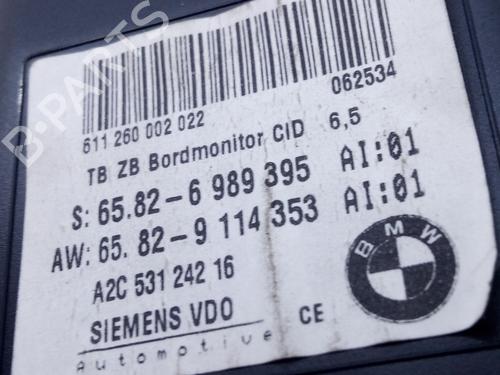 B-PARTS
611 260 002 022
062534
TB ZB Bordmonitor CID 6,5
S: 65.82-6 989 395 AI:01
AW: 65.82-9 114 353 AI:01
A2C 531 242 16
SIEMENS VDO
Automotive
CE
BMW